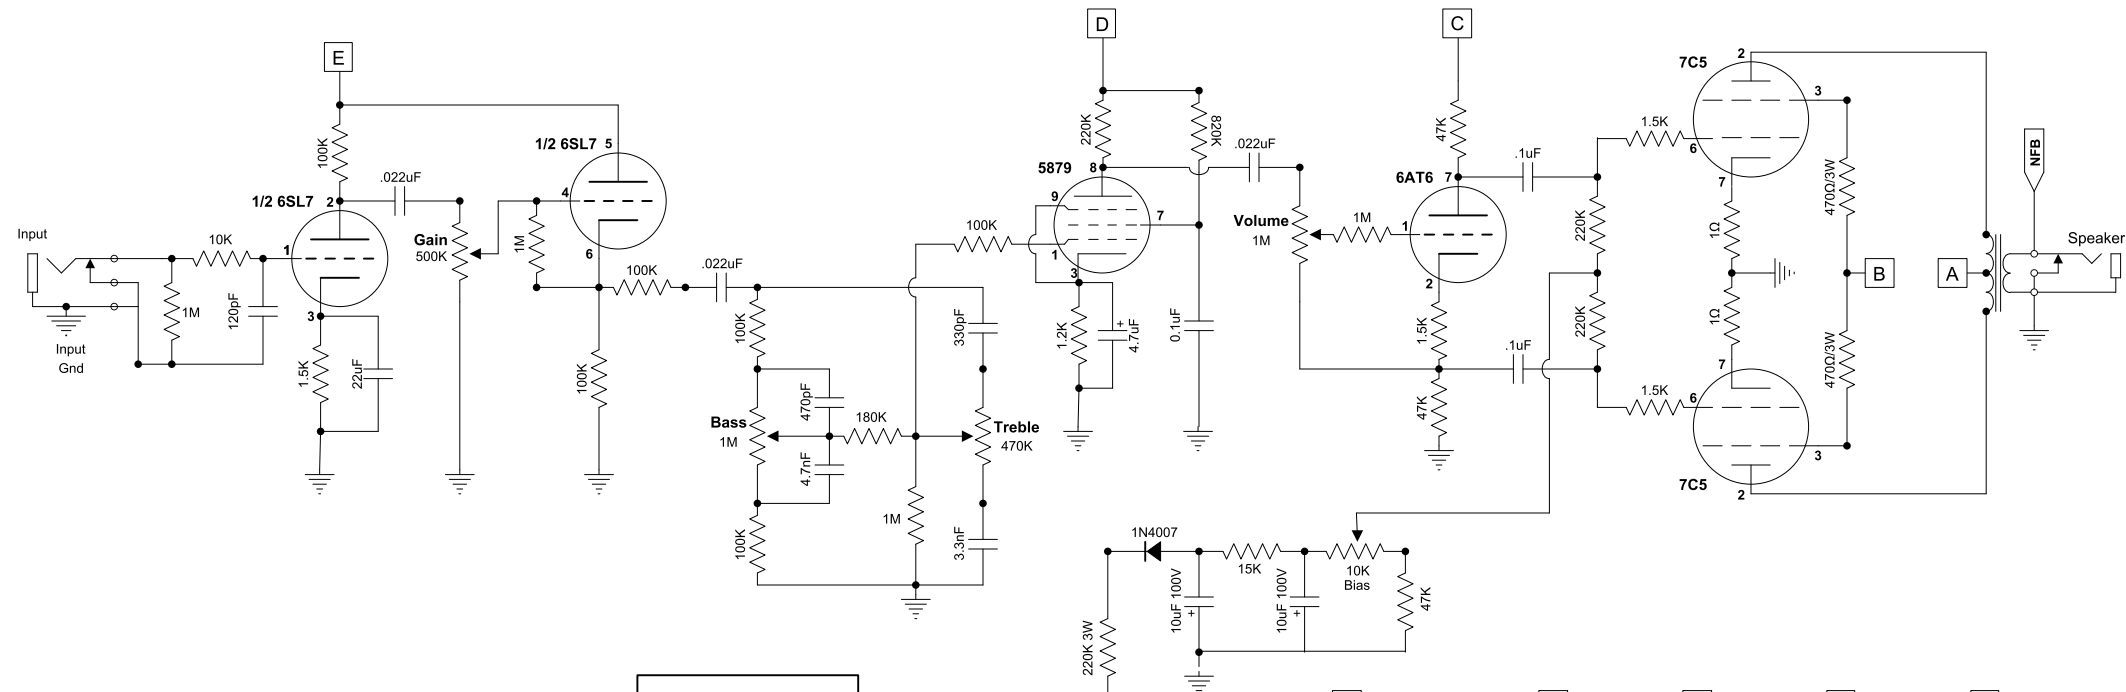 E
D
C
7C5
2
3
1.5K
6
7
1/2 6SL7
5
100K
220K
820K
.022uF
47K
.1uF
4
5879
8
9
7
1
3
6AT6
7
1
2
470Ω/3W
NFB
1/2 6SL7
2
.022uF
Input
10K
1
Gain
500K
1M
6
100K
.022uF
100K
Volume
1M
1M
220K
1Ω
Speaker
B
A
1M
120pF
3
Input
Gnd
1.5K
22uF
100K
100K
330pF
1.2K
+
4.7uF
0.1uF
1.5K
47K
220K
.1uF
1Ω
7
470Ω/3W
1.5K
6
3
7C5
2
Bass
1M
470pF
180K
4.7nF
Treble
470K
100K
1M
3.3nF
1N4007
15K
10K
Bias
10uF 100V
+
10uF 100V
+
47K
220K 3W